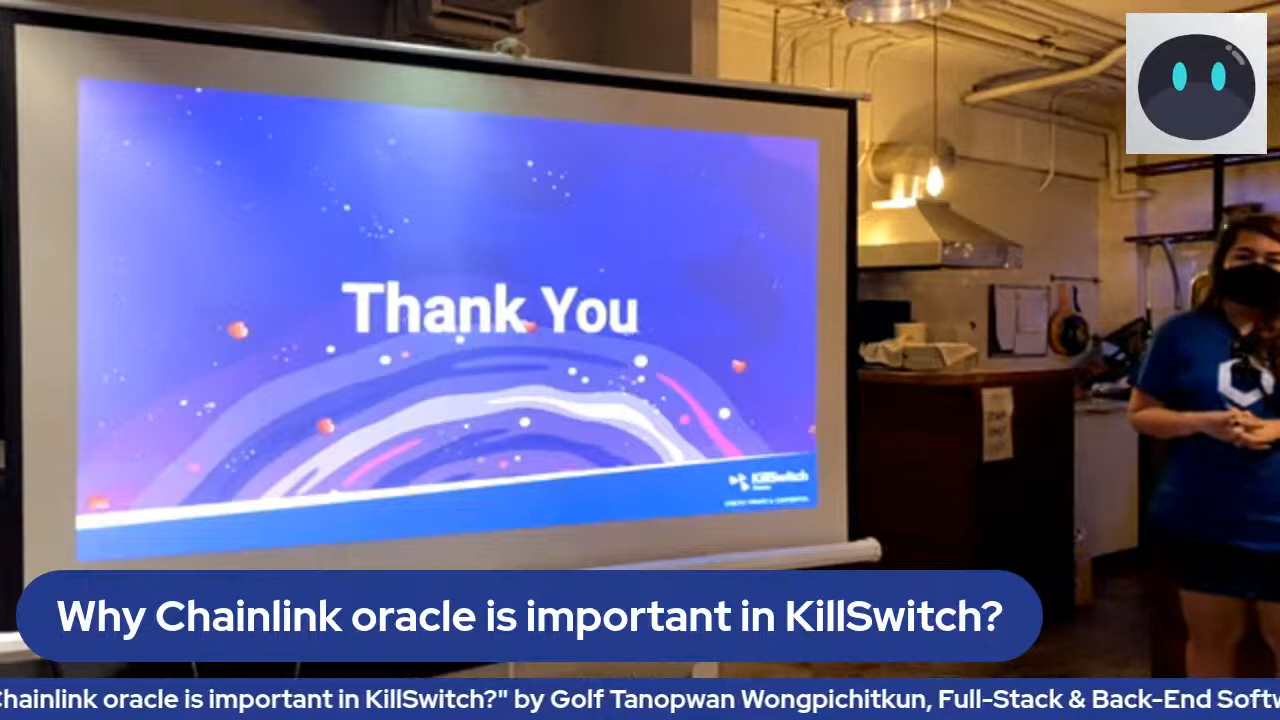 Thank You
KillSwitch
Why Chainlink oracle is important in KillSwitch?
Chainlink oracle is important in KillSwitch?" by Golf Tanopwan Wongpichitkun, Full-Stack & Back-End Softw